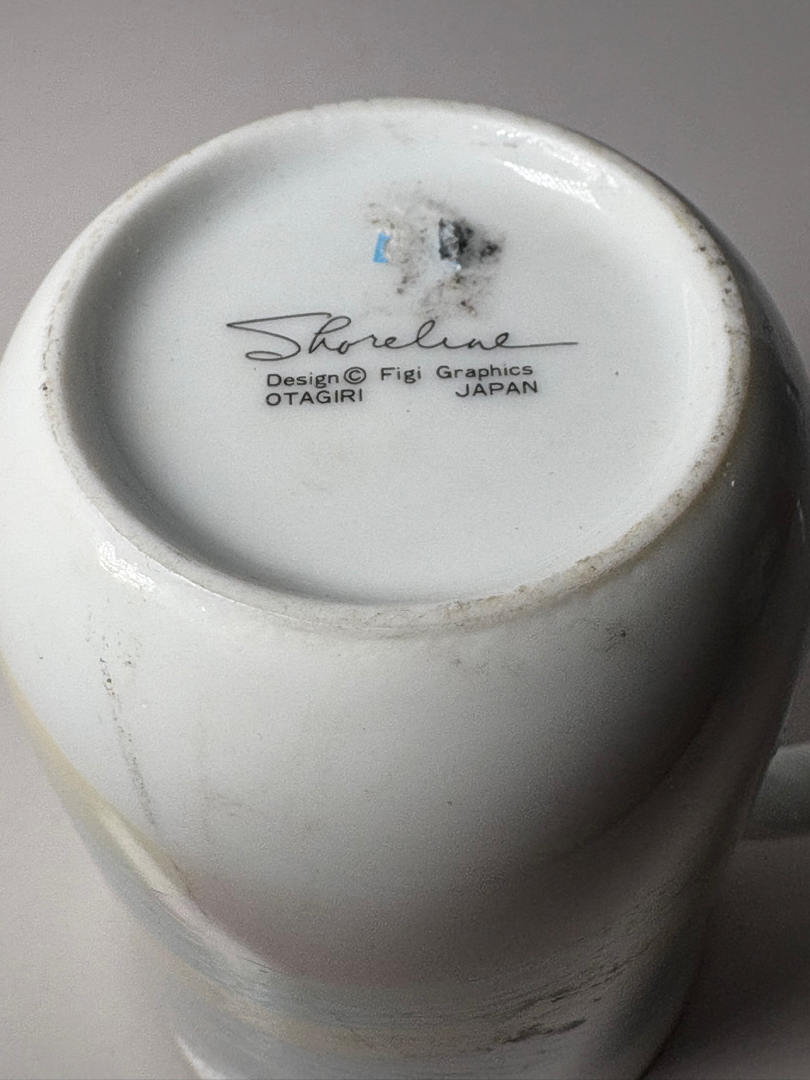 Shoreline
Design© Figi Graphics
OTAGIRI JAPAN